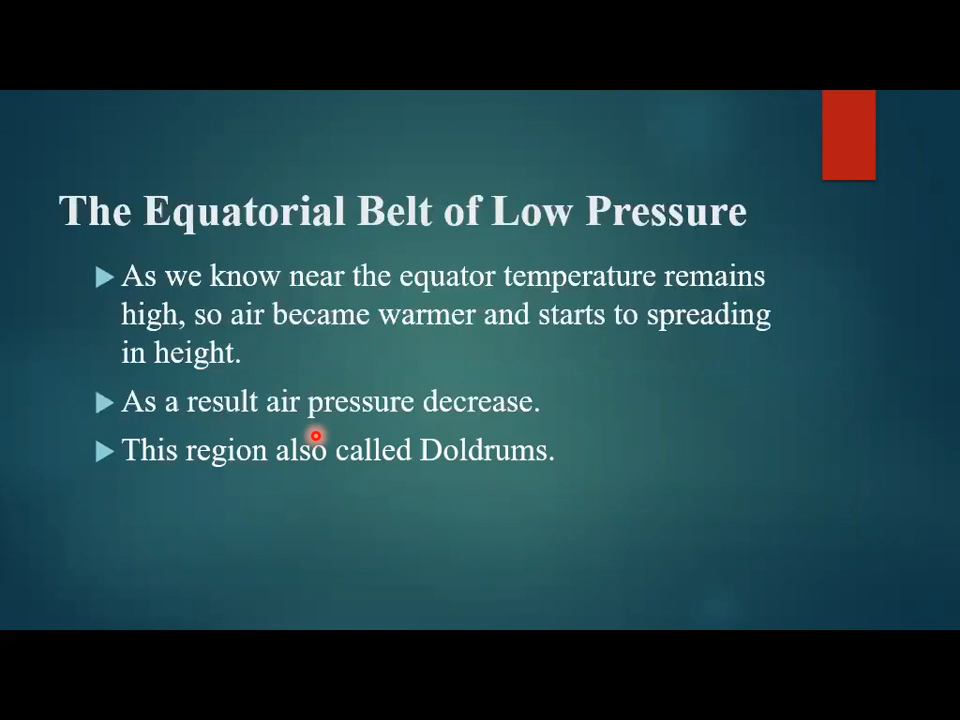 The Equatorial Belt of Low Pressure
As we know near the equator temperature remains
high, so air became warmer and starts to spreading
in height.
As a result air pressure decrease.
This region also called Doldrums.